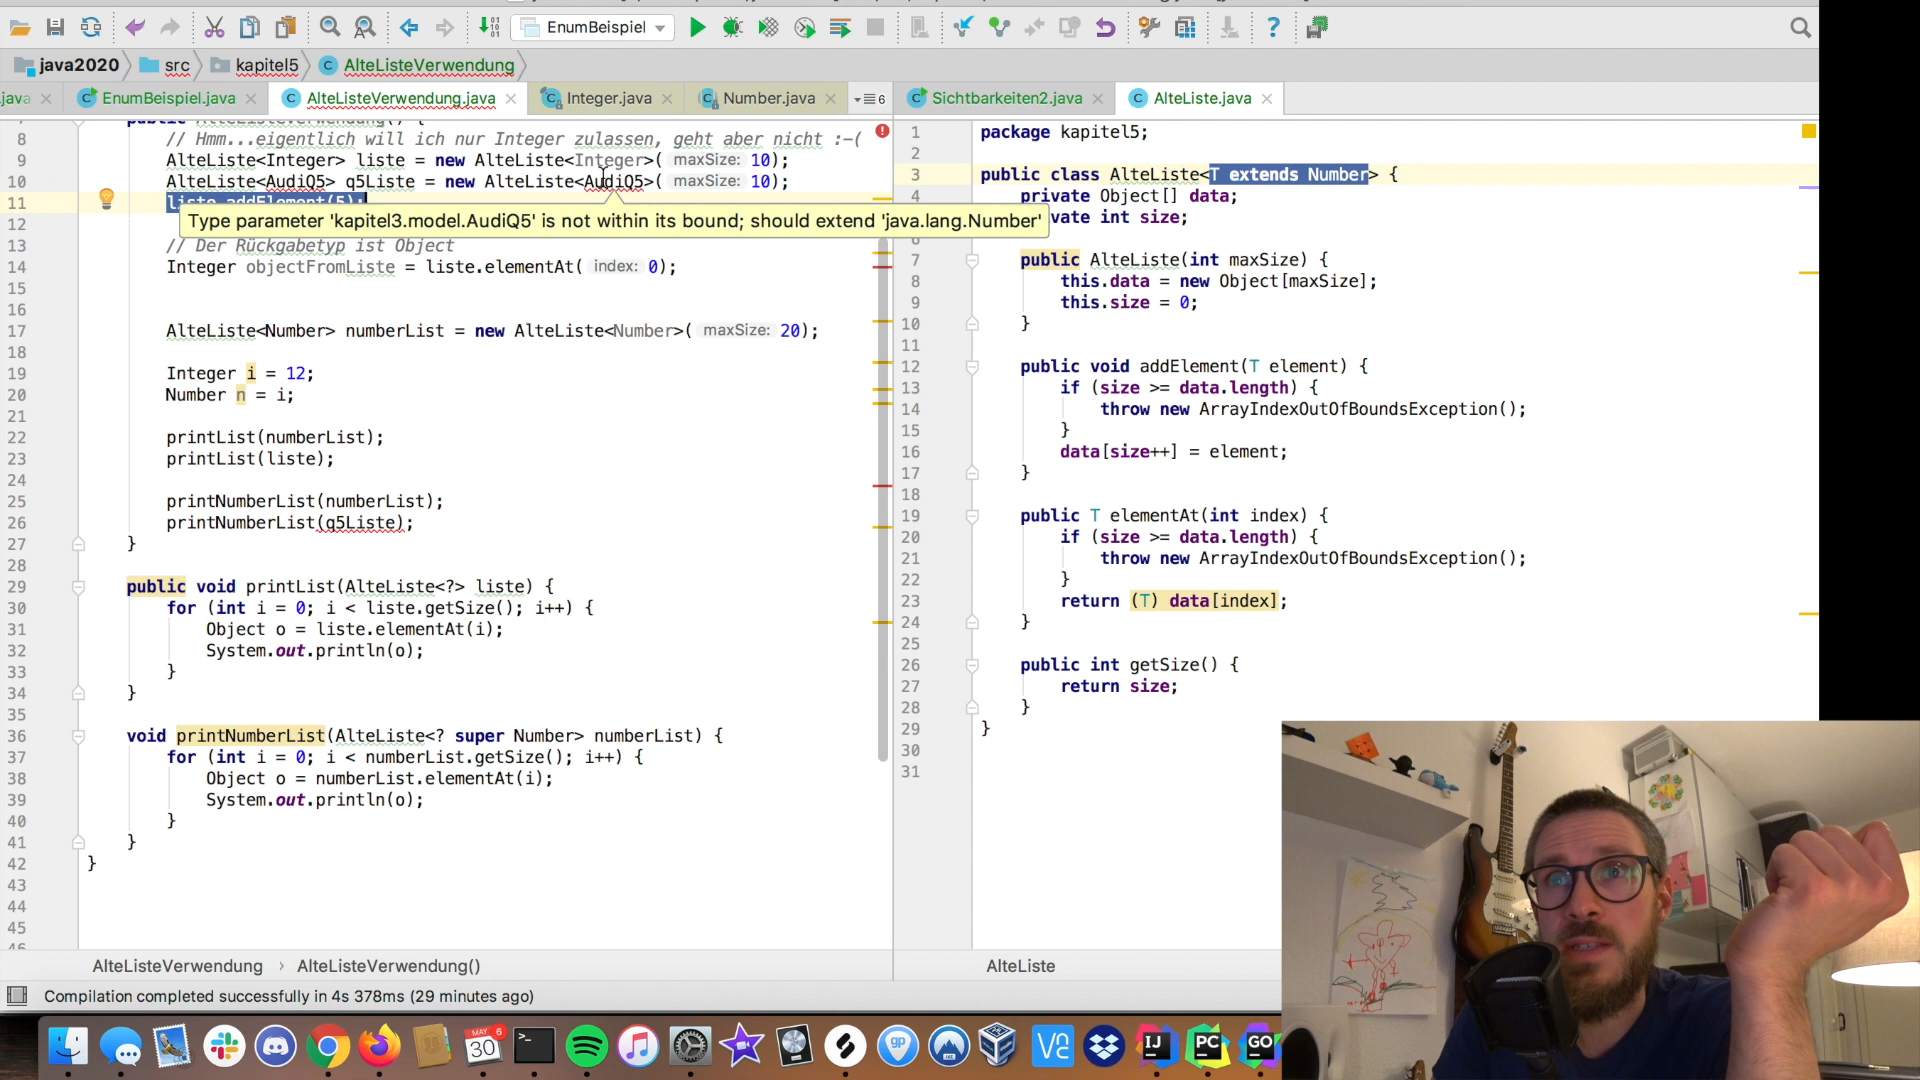 EnumBeispiel
java2020
src
kapitel5
AlteListeVerwendung
java
EnumBeispiel.java
AlteListeVerwendung.java
Integer.java
Number.java
6
Sichtbarkeiten2.java
AlteListe.java
8 // Hmm...eigentlich will ich nur Integer zulassen, geht aber nicht :-(
9 AlteListe<Integer> liste = new AlteListe<Integer>( maxSize: 10);
10 AlteListe<AudiQ5> q5Liste = new AlteListe<AudiQ5>( maxSize: 10);
11 liste.addElement(5);
Type parameter 'kapitel3.model.AudiQ5' is not within its bound; should extend 'java.lang.Number'
12
13 // Der Rückgabetyp ist Object
14 Integer objectFromListe = liste.elementAt( index: 0);
15
16
17 AlteListe<Number> numberList = new AlteListe<Number>( maxSize: 20);
18
19 Integer i = 12;
20 Number n = i;
21
22 printList(numberList);
23 printList(liste);
24
25 printNumberList(numberList);
26 printNumberList(q5Liste);
27 }
28
29 public void printList(AlteListe<?> liste) {
30 for (int i = 0; i < liste.getSize(); i++) {
31 Object o = liste.elementAt(i);
32 System.out.println(o);
33 }
34 }
35
36 void printNumberList(AlteListe<? super Number> numberList) {
37 for (int i = 0; i < numberList.getSize(); i++) {
38 Object o = numberList.elementAt(i);
39 System.out.println(o);
40 }
41 }
42 }
43
44
45
1 package kapitel5;
2
3 public class AlteListe<T extends Number> {
4 private Object[] data;
vate int size;
7 public AlteListe(int maxSize) {
8 this.data = new Object[maxSize];
9 this.size = 0;
10 }
11
12 public void addElement(T element) {
13 if (size >= data.length) {
14 throw new ArrayIndexOutOfBoundsException();
15 }
16 data[size++] = element;
17 }
18
19 public T elementAt(int index) {
20 if (size >= data.length) {
21 throw new ArrayIndexOutOfBoundsException();
22 }
23 return (T) data[index];
24 }
25
26 public int getSize() {
27 return size;
28 }
29 }
30
31
AlteListeVerwendung › AlteListeVerwendung()
AlteListe
Compilation completed successfully in 4s 378ms (29 minutes ago)
MAY 6
30
gp
IJ
PC
GO